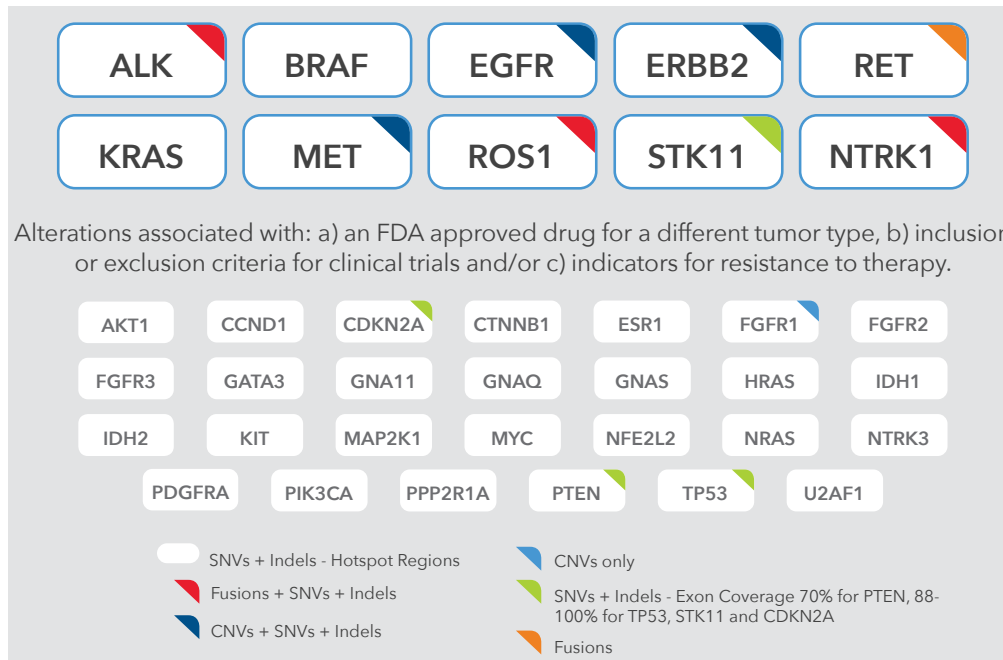 ALK BRAF EGFR ERBB2 RET
KRAS MET ROS1 STK11 NTRK1
Alterations associated with: a) an FDA approved drug for a different tumor type, b) inclusion
or exclusion criteria for clinical trials and/or c) indicators for resistance to therapy.
AKT1 CCND1 CDKN2A CTNNB1 ESR1 FGFR1 FGFR2
FGFR3 GATA3 GNA11 GNAQ GNAS HRAS IDH1
IDH2 KIT MAP2K1 MYC NFE2L2 NRAS NTRK3
PDGFRA PIK3CA PPP2R1A PTEN TP53 U2AF1
SNVs + Indels - Hotspot Regions
Fusions + SNVs + Indels
CNVs + SNVs + Indels
CNVs only
SNVs + Indels - Exon Coverage 70% for PTEN, 88-
100% for TP53, STK11 and CDKN2A
Fusions